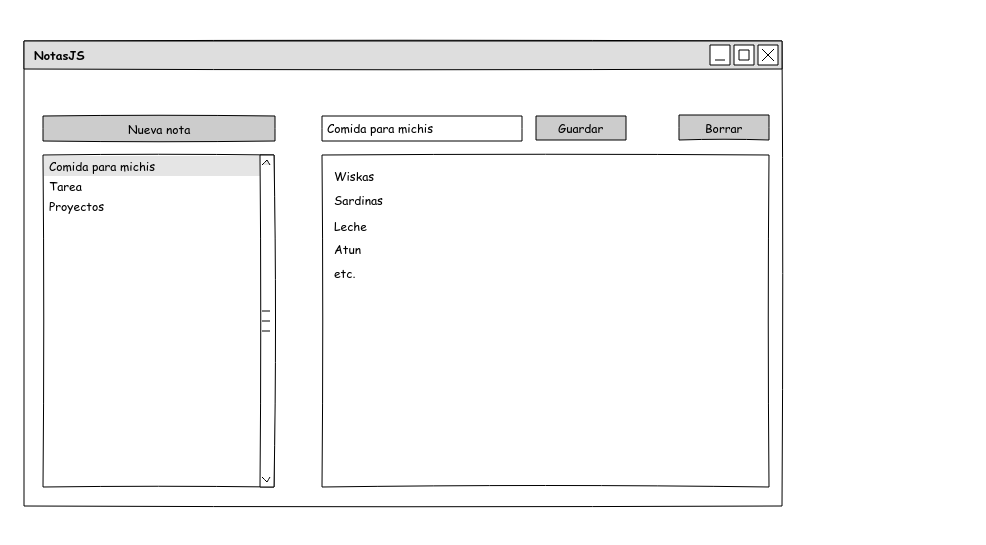 NotasJS
Nueva nota
Comida para michis
Guardar
Borrar
Comida para michis
Tarea
Proyectos
Wiskas
Sardinas
Leche
Atun
etc.